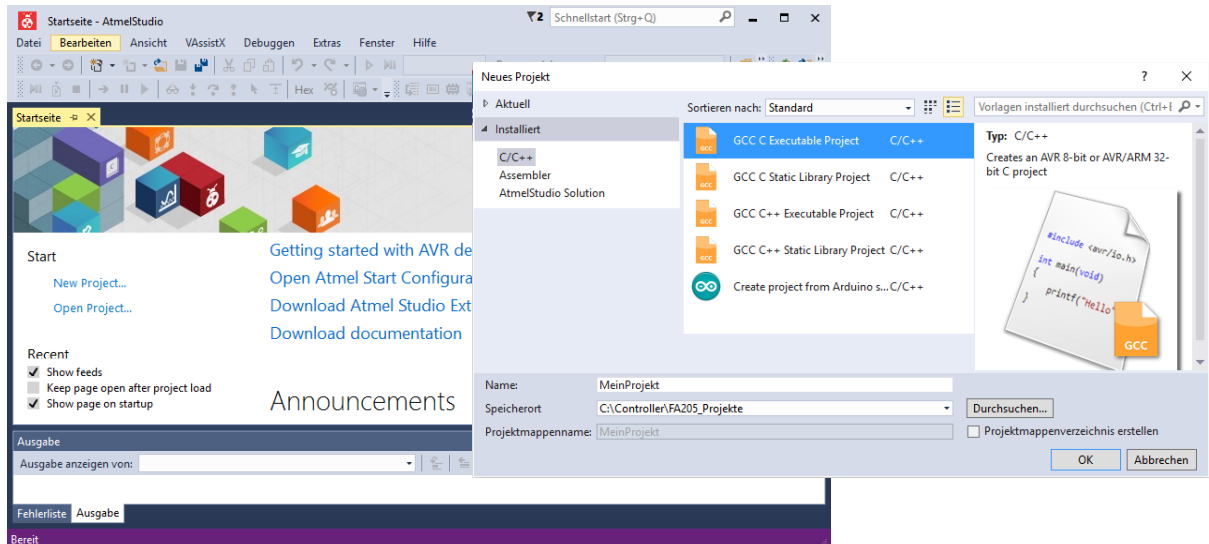 Startseite - AtmelStudio
2
Schnellstart (Strg+Q)
Datei Bearbeiten Ansicht VAssistX Debuggen Extras Fenster Hilfe
Hex
Startseite
Start
New Project...
Open Project...
Recent
Show feeds
Keep page open after project load
Show page on startup
Getting started with AVR de
Open Atmel Start Configura
Download Atmel Studio Ext
Download documentation
Announcements
Ausgabe
Ausgabe anzeigen von:
Fehlerliste Ausgabe
Bereit
Neues Projekt
Aktuell
Installiert
C/C++
Assembler
AtmelStudio Solution
Sortieren nach: Standard
GCC C Executable Project C/C++
GCC C Static Library Project C/C++
GCC C++ Executable Project C/C++
GCC C++ Static Library Project C/C++
Create project from Arduino s... C/C++
Vorlagen installiert durchsuchen (Ctrl+E
Typ: C/C++
Creates an AVR 8-bit or AVR/ARM 32-
bit C project
#include <avr/io.h>
int main(void)
{
printf("Hello"
}
GCC
Name: MeinProjekt
Speicherort C:\Controller\FA205_Projekte
Durchsuchen...
Projektmappenname: MeinProjekt
Projektmappenverzeichnis erstellen
OK Abbrechen